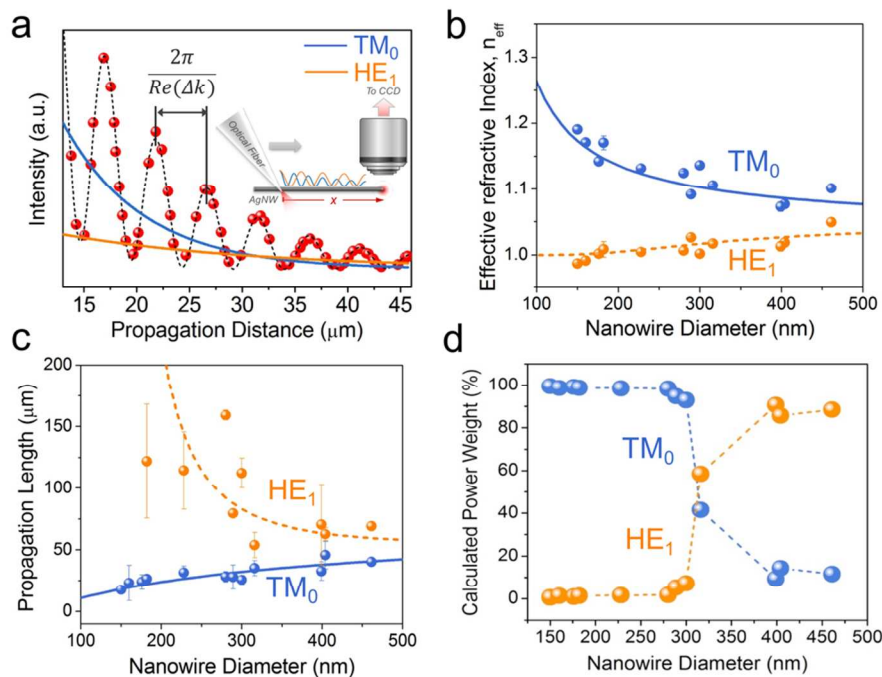 a
Intensity (a.u.)
2π
Re(Δk)
TM₀
HE₁
To CCD
Optical Fiber
AgNW
x
15 20 25 30 35 40 45
Propagation Distance (μm)
b
Effective refractive Index, n_eff
1.3
1.2
1.1
1.0
TM₀
HE₁
100 200 300 400 500
Nanowire Diameter (nm)
c
Propagation Length (μm)
200
150
100
50
0
HE₁
TM₀
100 200 300 400 500
Nanowire Diameter (nm)
d
Calculated Power Weight (%)
100
80
60
40
20
0
TM₀
HE₁
150 200 250 300 350 400 450 500
Nanowire Diameter (nm)